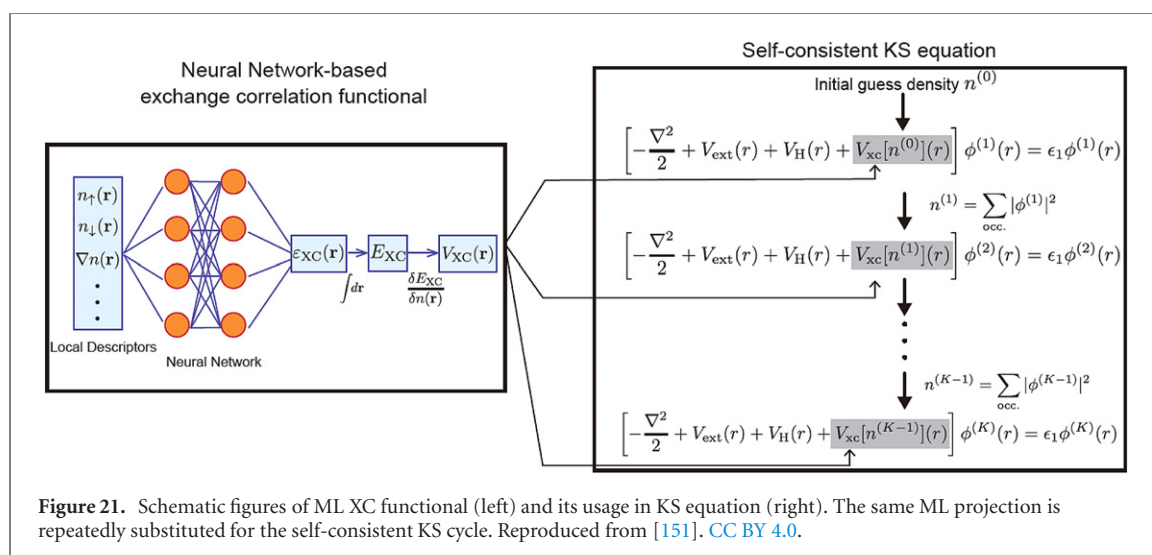 Neural Network-based
exchange correlation functional
n↑(r)
n↓(r)
∇n(r)
⋮
Local Descriptors
Neural Network
εXC(r)
∫dr
EXC
δEXC/δn(r)
VXC(r)
Self-consistent KS equation
Initial guess density n^(0)
[−∇²/2 + Vext(r) + VH(r) + Vxc[n^(0)](r)] ϕ^(1)(r) = ϵ1ϕ^(1)(r)
n^(1) = ∑occ. |ϕ^(1)|²
[−∇²/2 + Vext(r) + VH(r) + Vxc[n^(1)](r)] ϕ^(2)(r) = ϵ1ϕ^(2)(r)
⋮
n^(K−1) = ∑occ. |ϕ^(K−1)|²
[−∇²/2 + Vext(r) + VH(r) + Vxc[n^(K−1)](r)] ϕ^(K)(r) = ϵ1ϕ^(K)(r)
Figure 21. Schematic figures of ML XC functional (left) and its usage in KS equation (right). The same ML projection is
repeatedly substituted for the self-consistent KS cycle. Reproduced from [151]. CC BY 4.0.